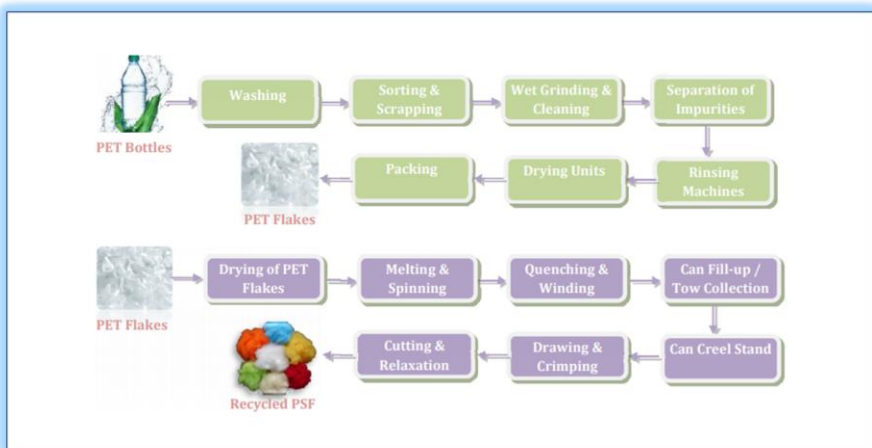 PET Bottles
Washing
Sorting &
Scrapping
Wet Grinding &
Cleaning
Separation of
Impurities
Rinsing
Machines
Drying Units
Packing
PET Flakes
PET Flakes
Drying of PET
Flakes
Melting &
Spinning
Quenching &
Winding
Can Fill-up /
Tow Collection
Can Creel Stand
Drawing &
Crimping
Cutting &
Relaxation
Recycled PSF